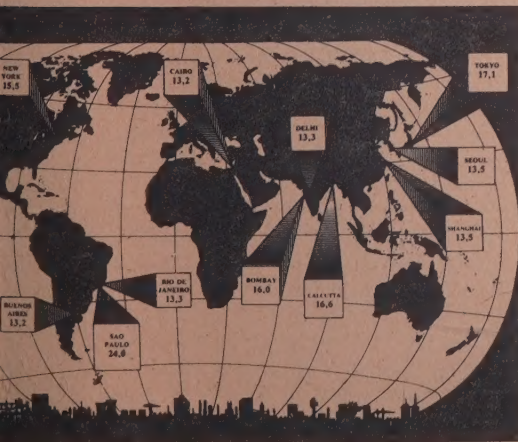 NEW
YORK
15,5
CAIRO
13,2
TOKYO
17,1
DELHI
13,3
SEOUL
13,5
SHANGHAI
13,5
BOMBAY
16,0
CALCUTTA
16,6
RIO DE
JANEIRO
13,3
BUENOS
AIRES
13,2
SAO
PAULO
24,0